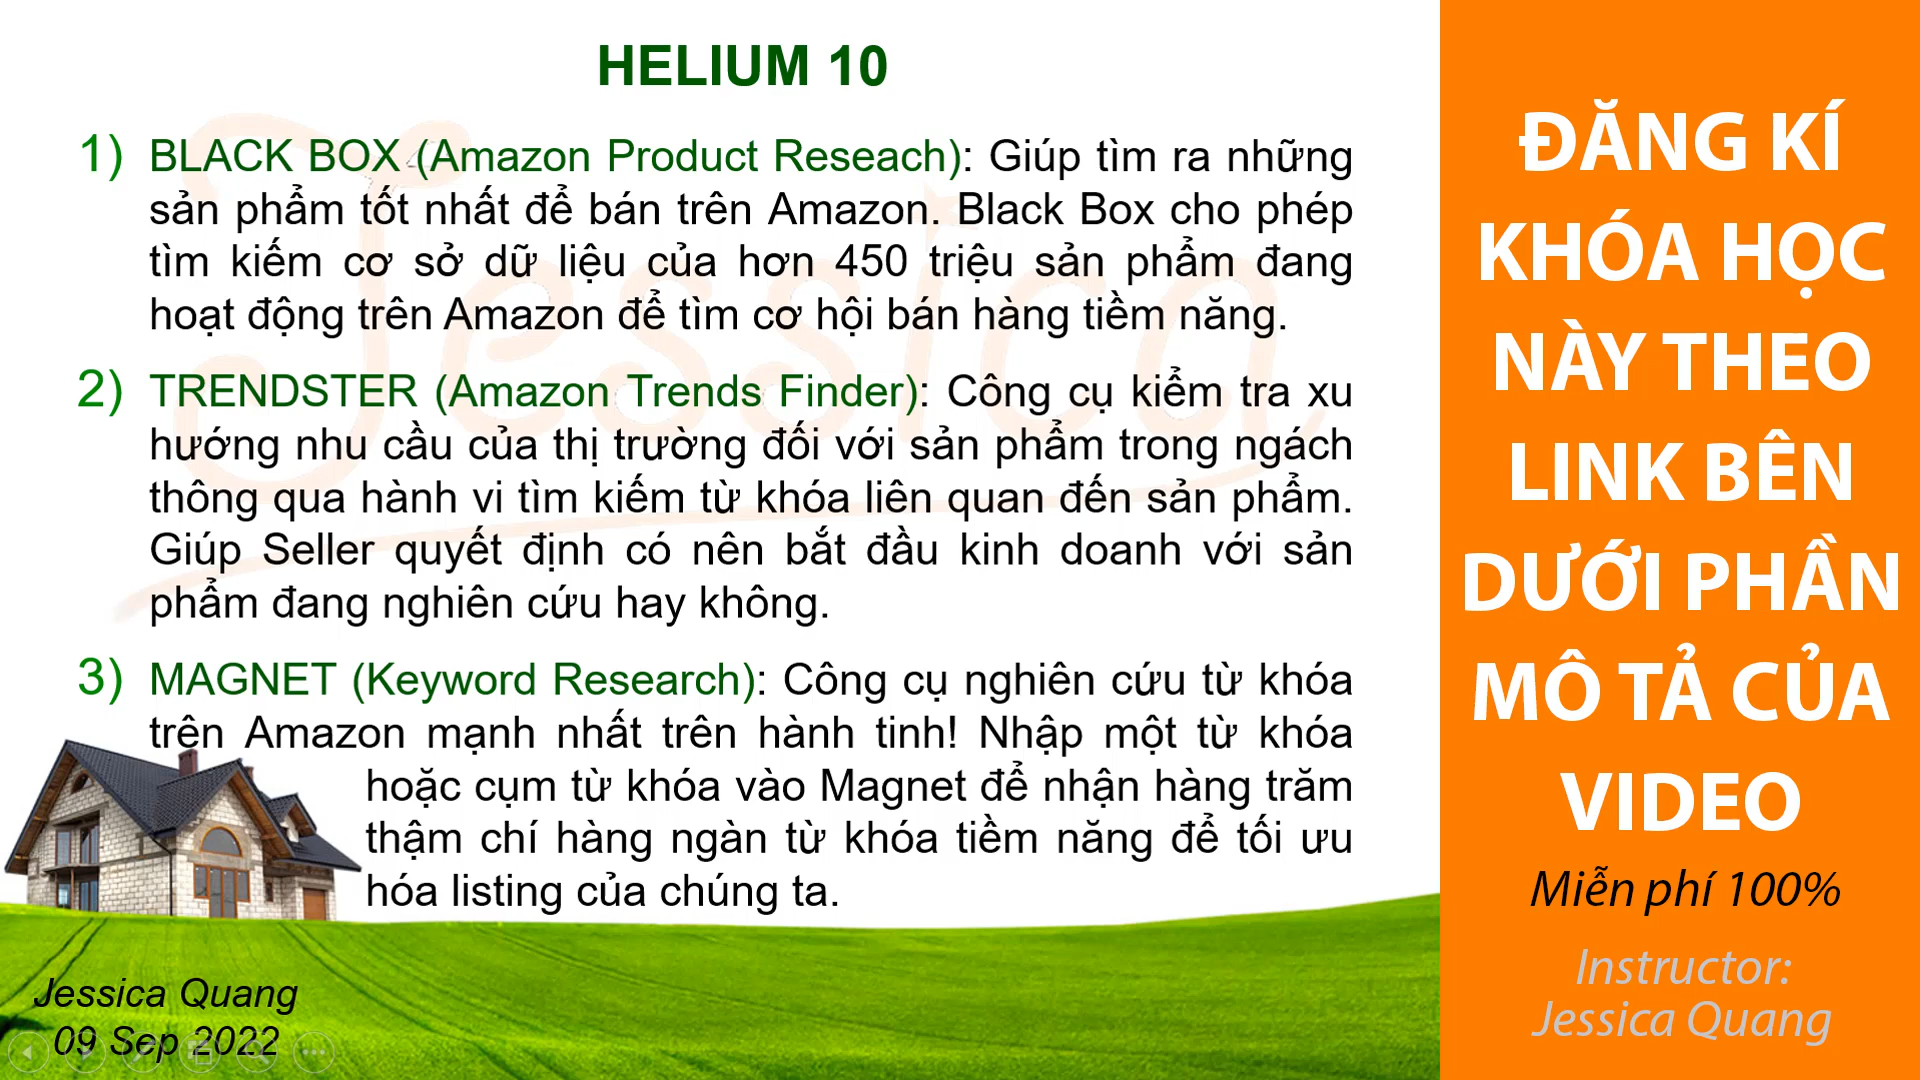 HELIUM 10
1) BLACK BOX (Amazon Product Reseach): Giúp tìm ra những
sản phẩm tốt nhất để bán trên Amazon. Black Box cho phép
tìm kiếm cơ sở dữ liệu của hơn 450 triệu sản phẩm đang
hoạt động trên Amazon để tìm cơ hội bán hàng tiềm năng.
2) TRENDSTER (Amazon Trends Finder): Công cụ kiểm tra xu
hướng nhu cầu của thị trường đối với sản phẩm trong ngách
thông qua hành vi tìm kiếm từ khóa liên quan đến sản phẩm.
Giúp Seller quyết định có nên bắt đầu kinh doanh với sản
phẩm đang nghiên cứu hay không.
3) MAGNET (Keyword Research): Công cụ nghiên cứu từ khóa
trên Amazon mạnh nhất trên hành tinh! Nhập một từ khóa
hoặc cụm từ khóa vào Magnet để nhận hàng trăm
thậm chí hàng ngàn từ khóa tiềm năng để tối ưu
hóa listing của chúng ta.
Jessica
Jessica Quang
09 Sep 2022
ĐĂNG KÍ
KHÓA HỌC
NÀY THEO
LINK BÊN
DƯỚI PHẦN
MÔ TẢ CỦA
VIDEO
Miễn phí 100%
Instructor:
Jessica Quang